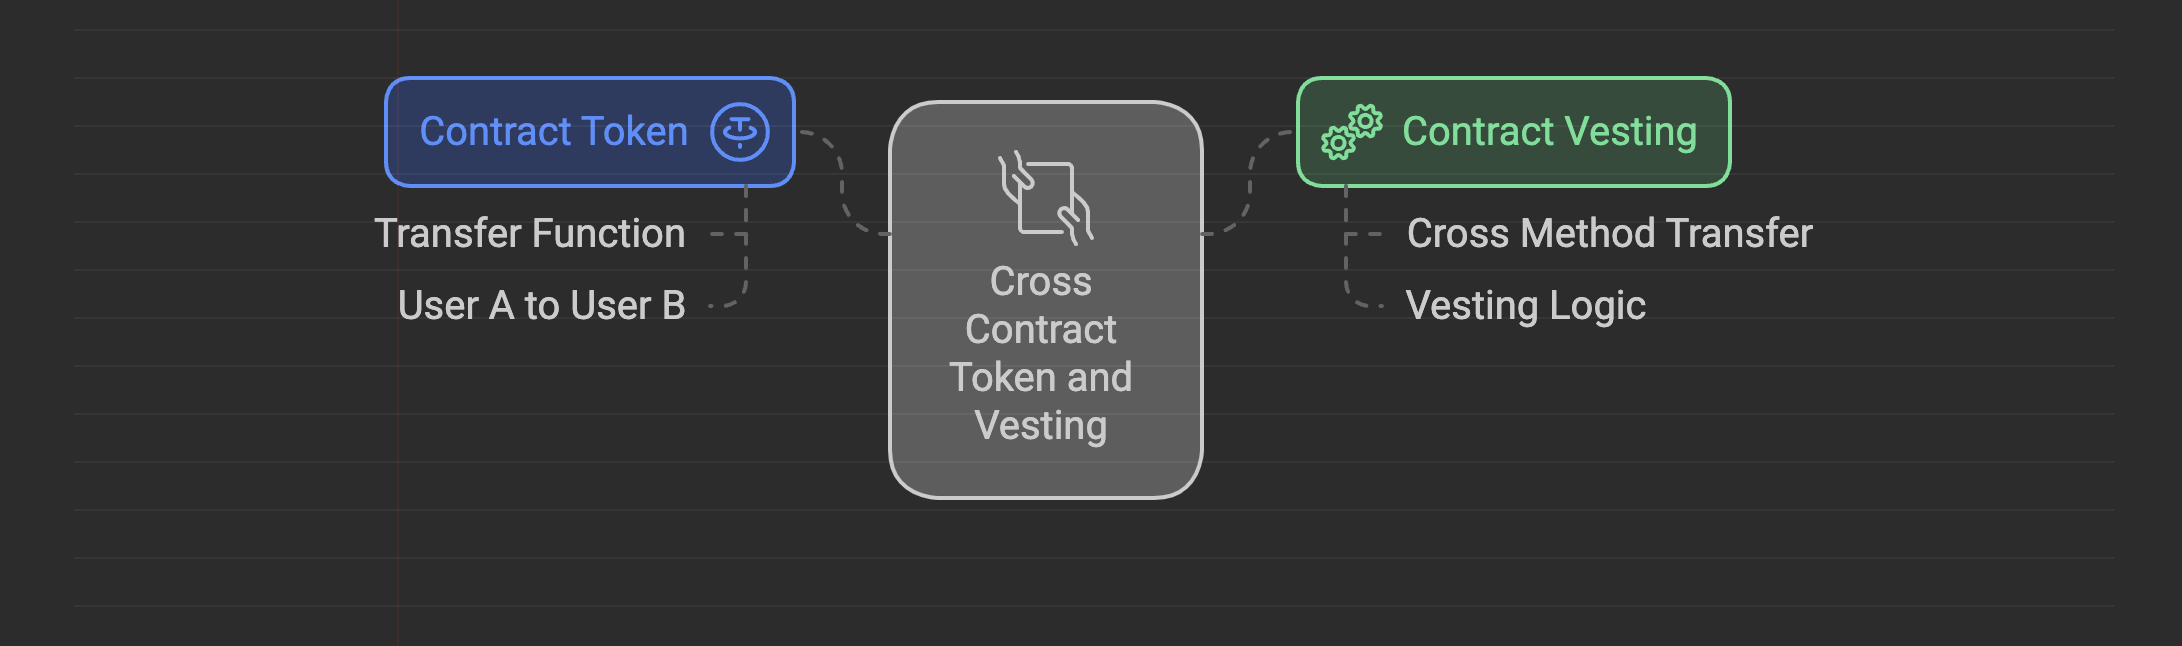 Contract Token
Transfer Function
User A to User B
Cross
Contract
Token and
Vesting
Contract Vesting
Cross Method Transfer
Vesting Logic